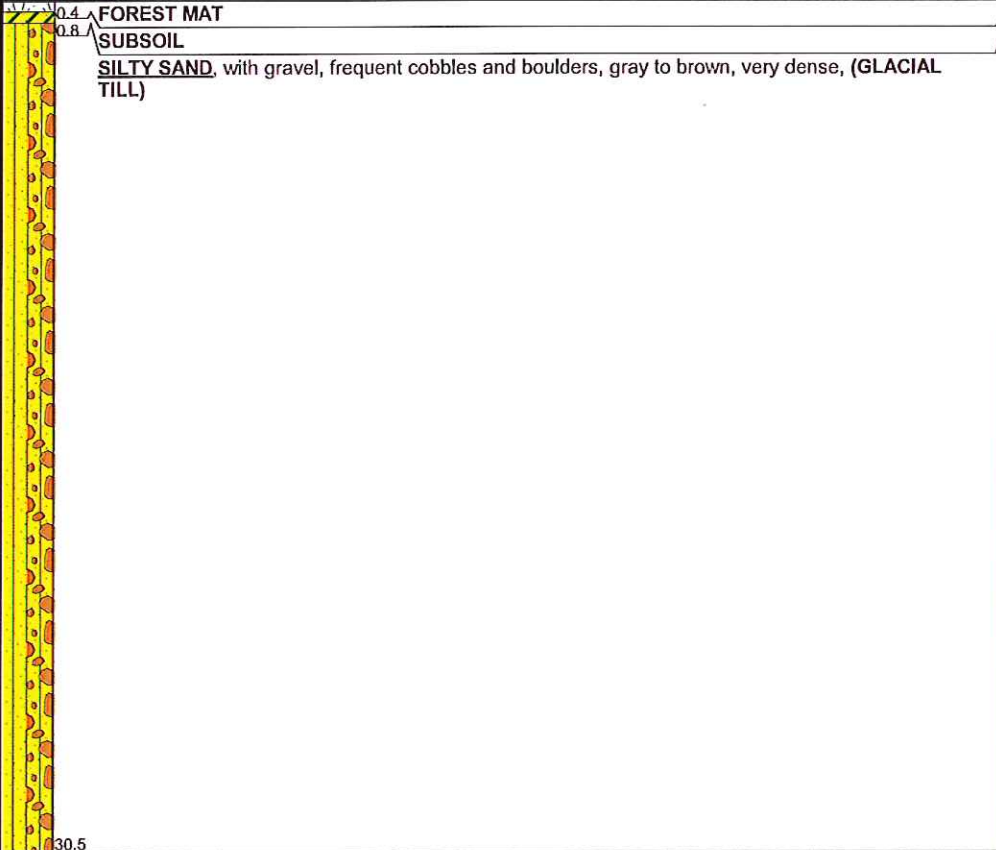 0.4 FOREST MAT
0.8 SUBSOIL
SILTY SAND, with gravel, frequent cobbles and boulders, gray to brown, very dense, (GLACIAL
TILL)
30.5